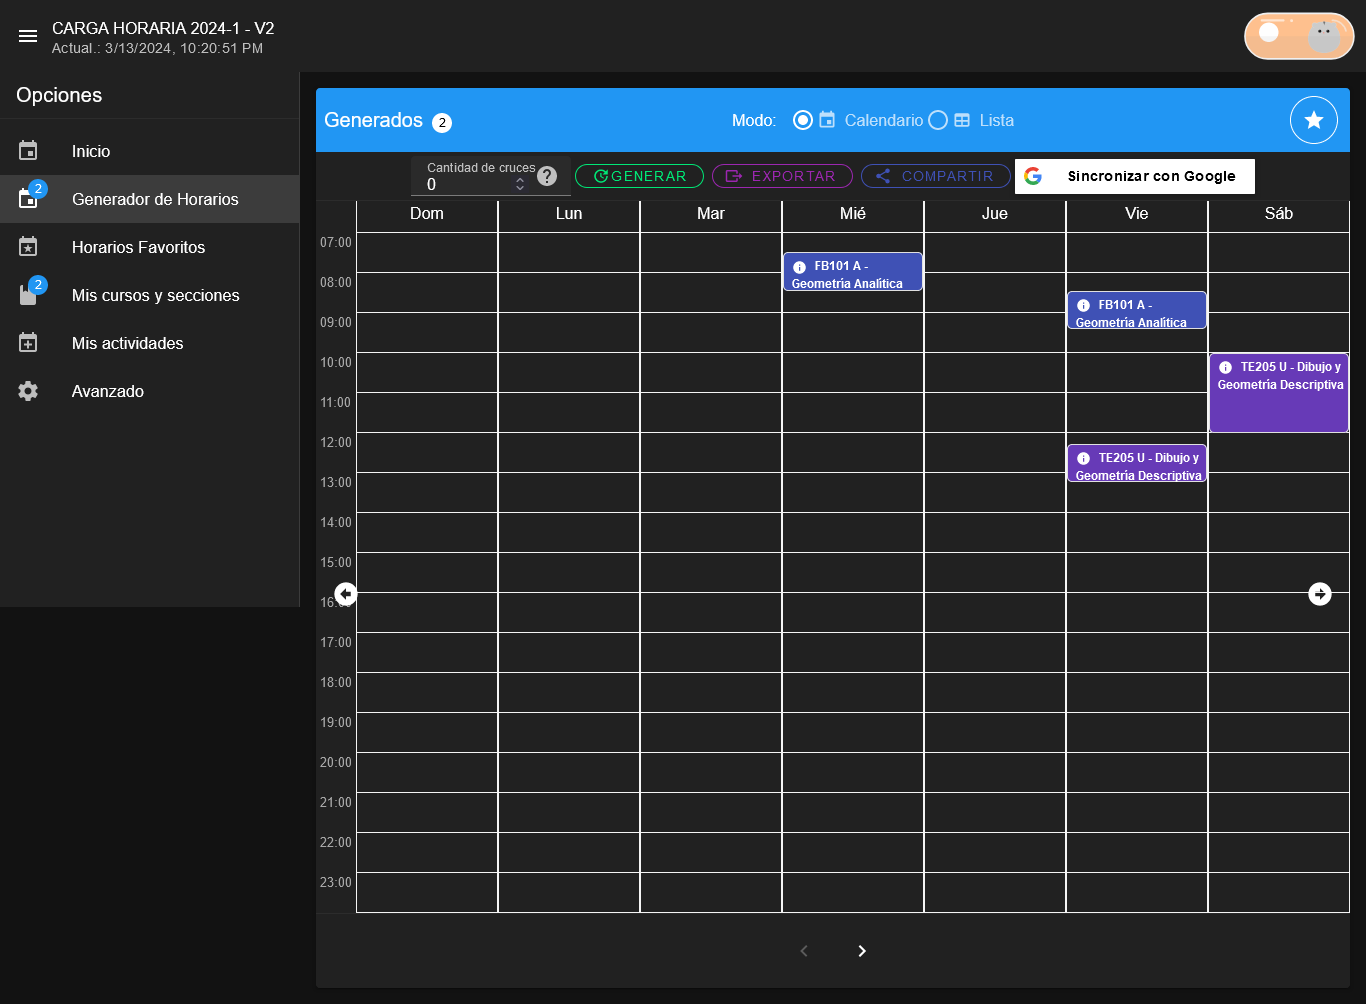 CARGA HORARIA 2024-1 - V2
Actual.: 3/13/2024, 10:20:51 PM
Opciones
Inicio
2
Generador de Horarios
Horarios Favoritos
2
Mis cursos y secciones
Mis actividades
Avanzado
Generados 2
Modo: Calendario Lista
Cantidad de cruces
0
?
GENERAR
EXPORTAR
COMPARTIR
Sincronizar con Google
Dom Lun Mar Mié Jue Vie Sáb
07:00
FB101 A -
Geometría Analítica
08:00
FB101 A -
Geometría Analítica
09:00
10:00
TE205 U - Dibujo y
Geometría Descriptiva
11:00
12:00
TE205 U - Dibujo y
Geometría Descriptiva
13:00
14:00
15:00
16:
17:00
18:00
19:00
20:00
21:00
22:00
23:00